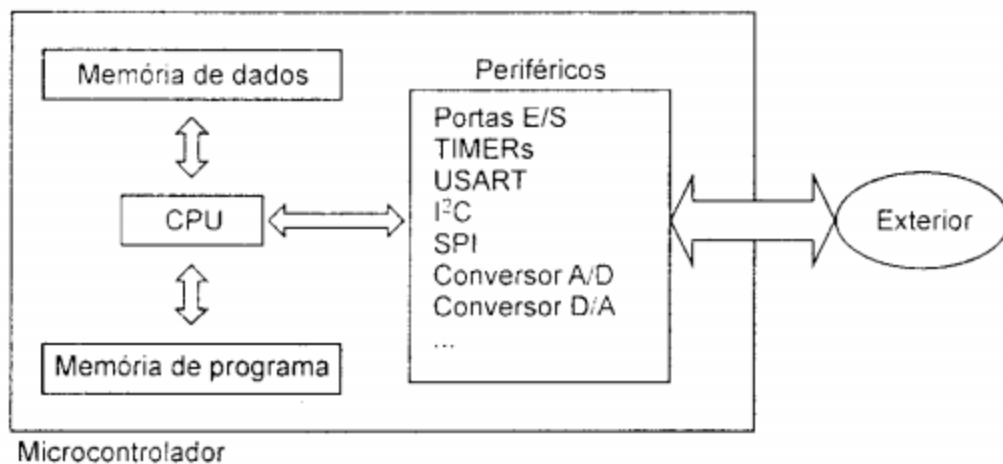 Memória de dados
CPU
Memória de programa
Periféricos
Portas E/S
TIMERs
USART
I²C
SPI
Conversor A/D
Conversor D/A
...
Exterior
Microcontrolador